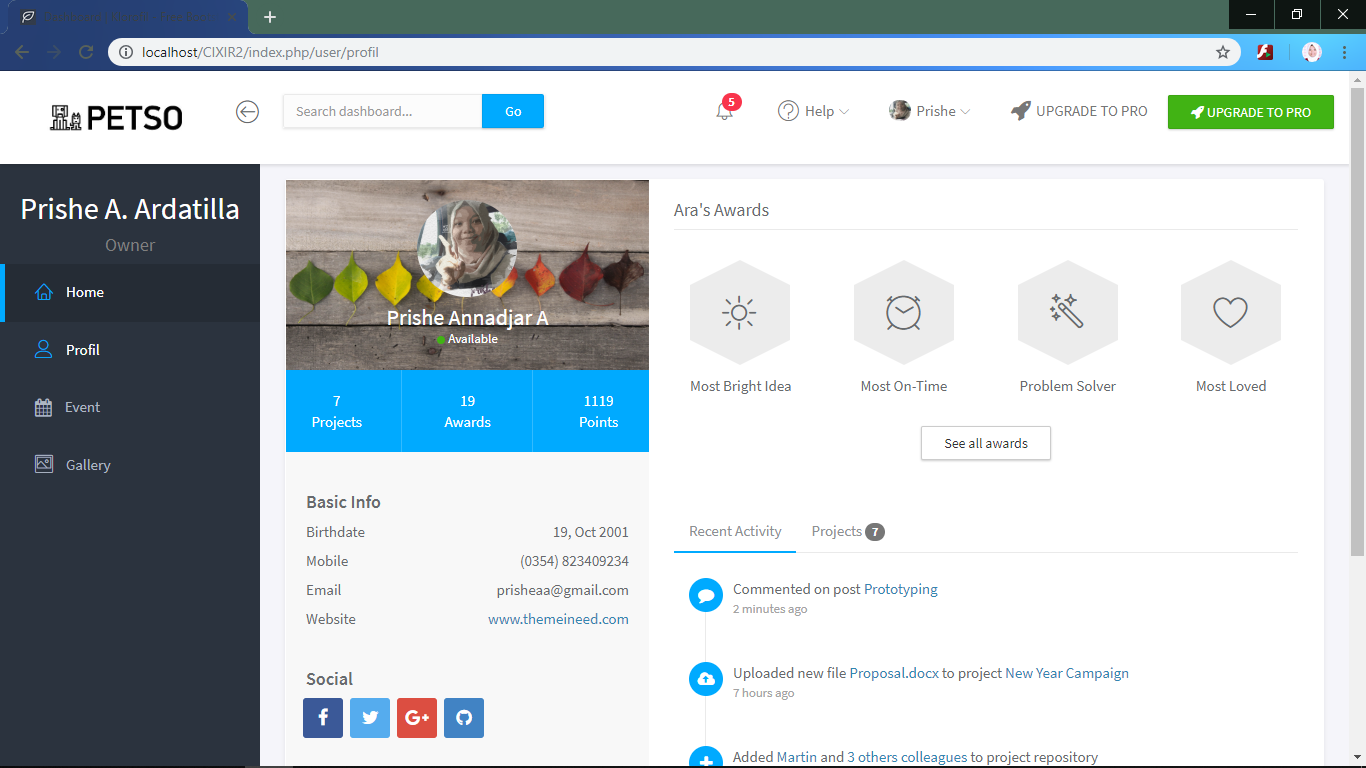 localhost/CIXIR2/index.php/user/profil
PETSO
Search dashboard...
Go
5
Help
Prishe
UPGRADE TO PRO
UPGRADE TO PRO
Prishe A. Ardatilla
Owner
Home
Profil
Event
Gallery
Prishe Annadjar A
Available
7
Projects
19
Awards
1119
Points
Basic Info
Birthdate 19, Oct 2001
Mobile (0354) 823409234
Email prisheaa@gmail.com
Website www.themeineed.com
Social
Ara's Awards
Most Bright Idea
Most On-Time
Problem Solver
Most Loved
See all awards
Recent Activity
Projects 7
Commented on post Prototyping
2 minutes ago
Uploaded new file Proposal.docx to project New Year Campaign
7 hours ago
Added Martin and 3 others colleagues to project repository